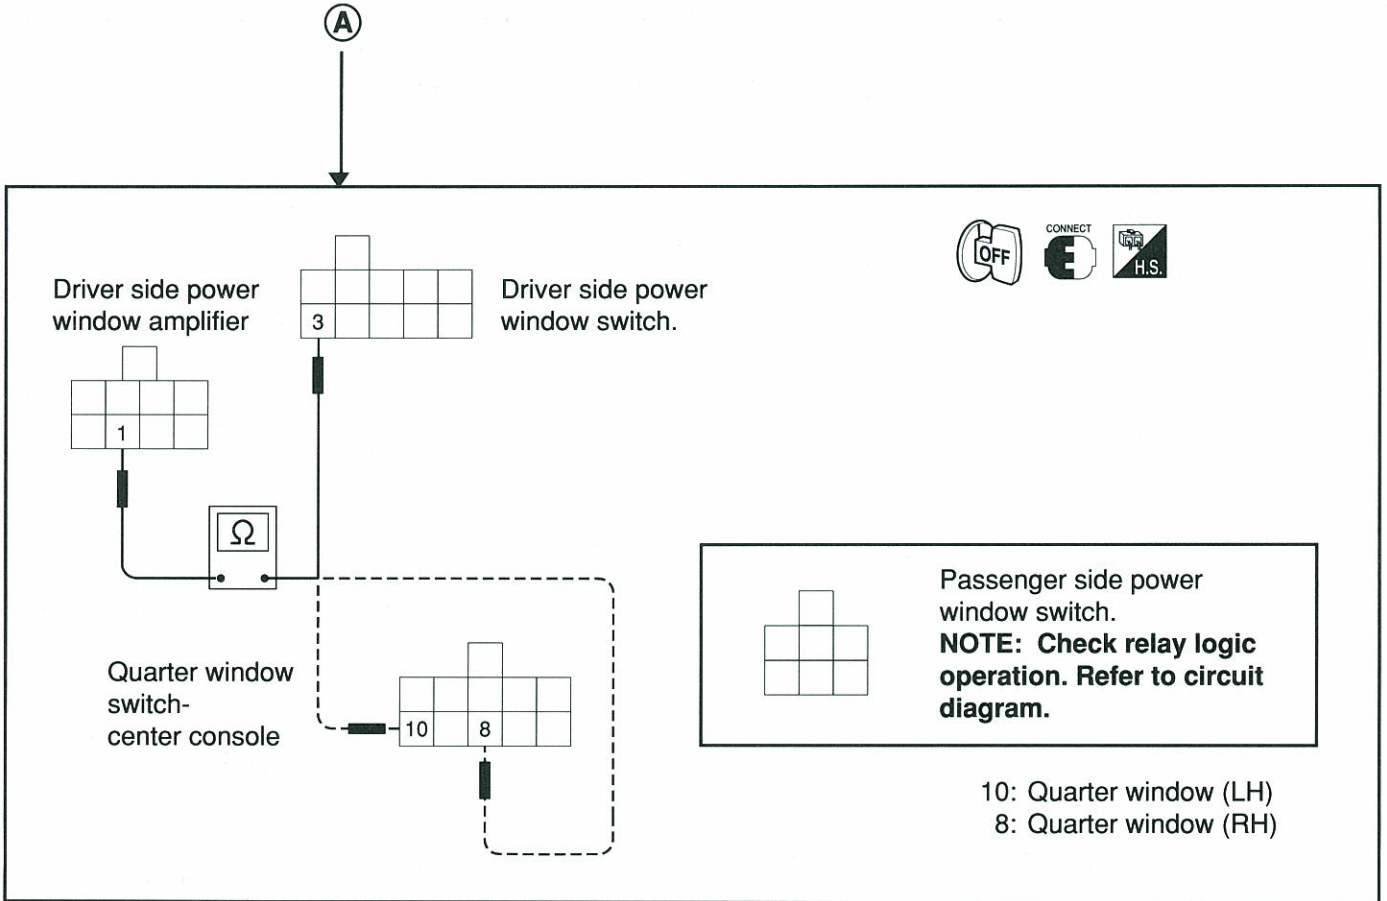 A
Driver side power
window amplifier
3
Driver side power
window switch.
OFF
CONNECT
H.S.
1
Ω
Quarter window
switch-
center console
10
8
Passenger side power
window switch.
NOTE: Check relay logic
operation. Refer to circuit
diagram.
10: Quarter window (LH)
8: Quarter window (RH)